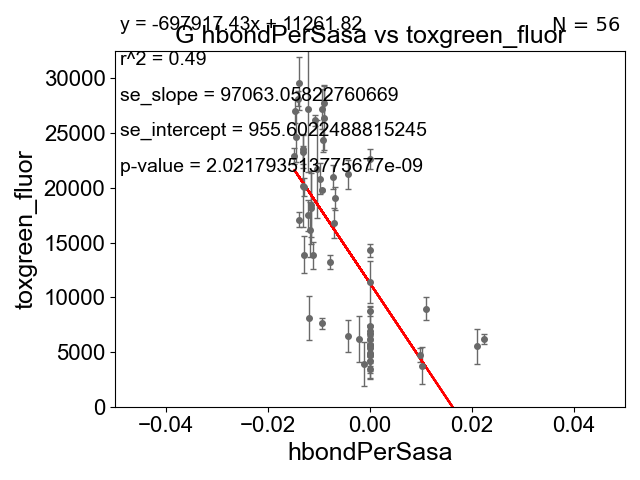 y = -697917.43x + 11261.82
N = 56
G hbondPerSasa vs toxgreen_fluor
r^2 = 0.49
se_slope = 97063.05822760669
se_intercept = 955.6022488815245
p-value = 2.021793513775677e-09
30000
25000
20000
15000
10000
5000
0
toxgreen_fluor
−0.04 −0.02 0.00 0.02 0.04
hbondPerSasa